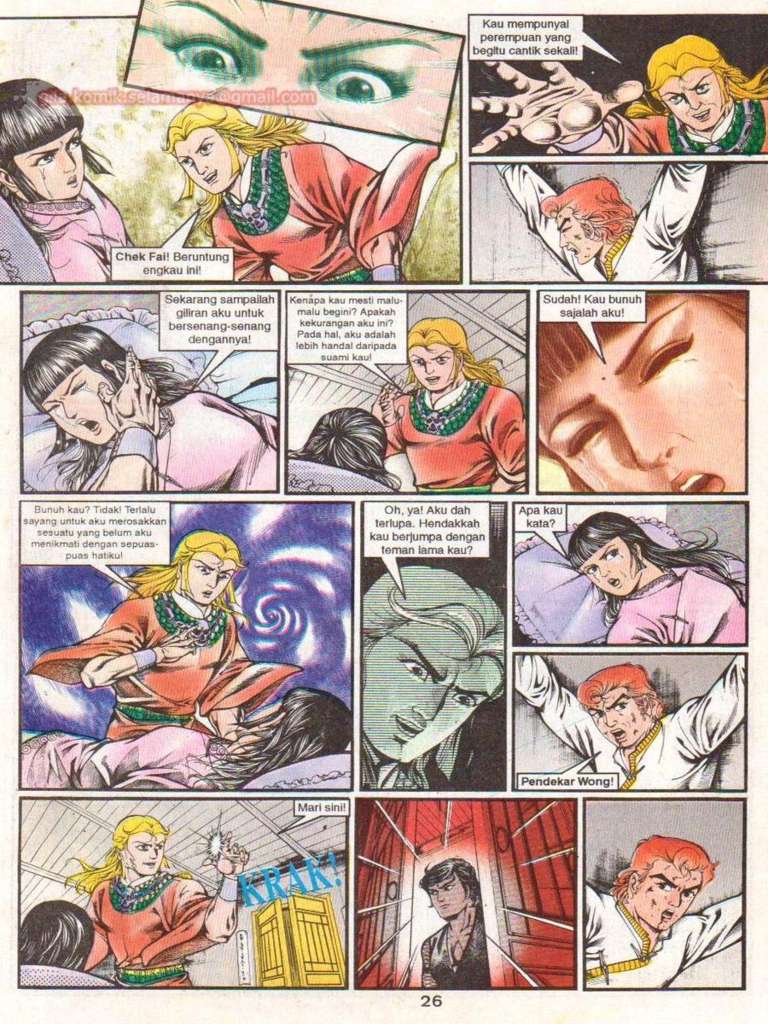 ejs_komik.selamanya@gmail.com
Chek Fai! Beruntung
engkau ini!
Kau mempunyai
perempuan yang
begitu cantik sekali!
Sekarang sampailah
giliran aku untuk
bersenang-senang
dengannya!
Kenapa kau mesti malu-
malu begini? Apakah
kekurangan aku ini?
Pada hal, aku adalah
lebih handal daripada
suami kau!
Sudah! Kau bunuh
sajalah aku!
Bunuh kau? Tidak! Terlalu
sayang untuk aku merosakkan
sesuatu yang belum aku
menikmati dengan sepuas-
puas hatiku!
Oh, ya! Aku dah
terlupa. Hendakkah
kau berjumpa dengan
teman lama kau?
Apa kau
kata?
Pendekar Wong!
Mari sini!
KRAK!
26